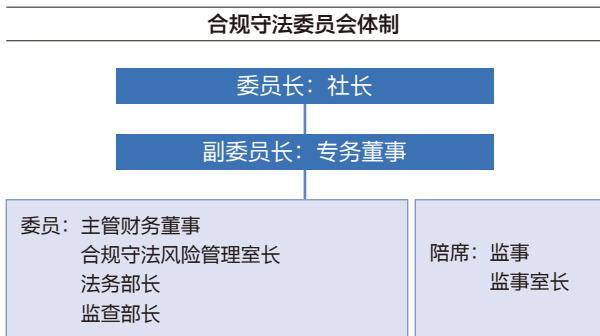 合规守法委员会体制
委员长：社长
副委员长：专务董事
委员：主管财务董事
合规守法风险管理室长
法务部长
监查部长
陪席：监事
监事室长